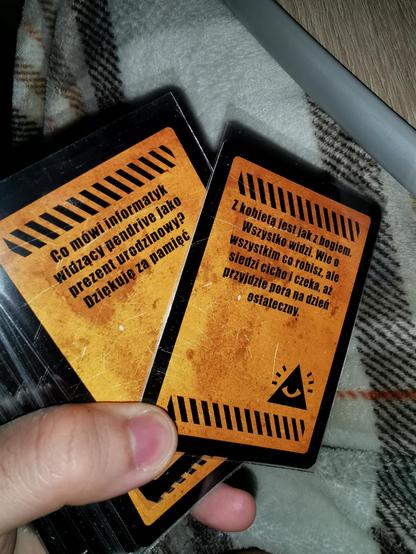 Co mówi informatyk
widzący pendrive jako
prezent urodzinowy?
Dziękuję za pamięć
Z kobietą jest jak z bogiem.
Wszystko widzi. Wie o
wszystkim co robisz, ale
siedzi cicho i czeka, aż
przyjdzie pora na dzień
ostateczny.